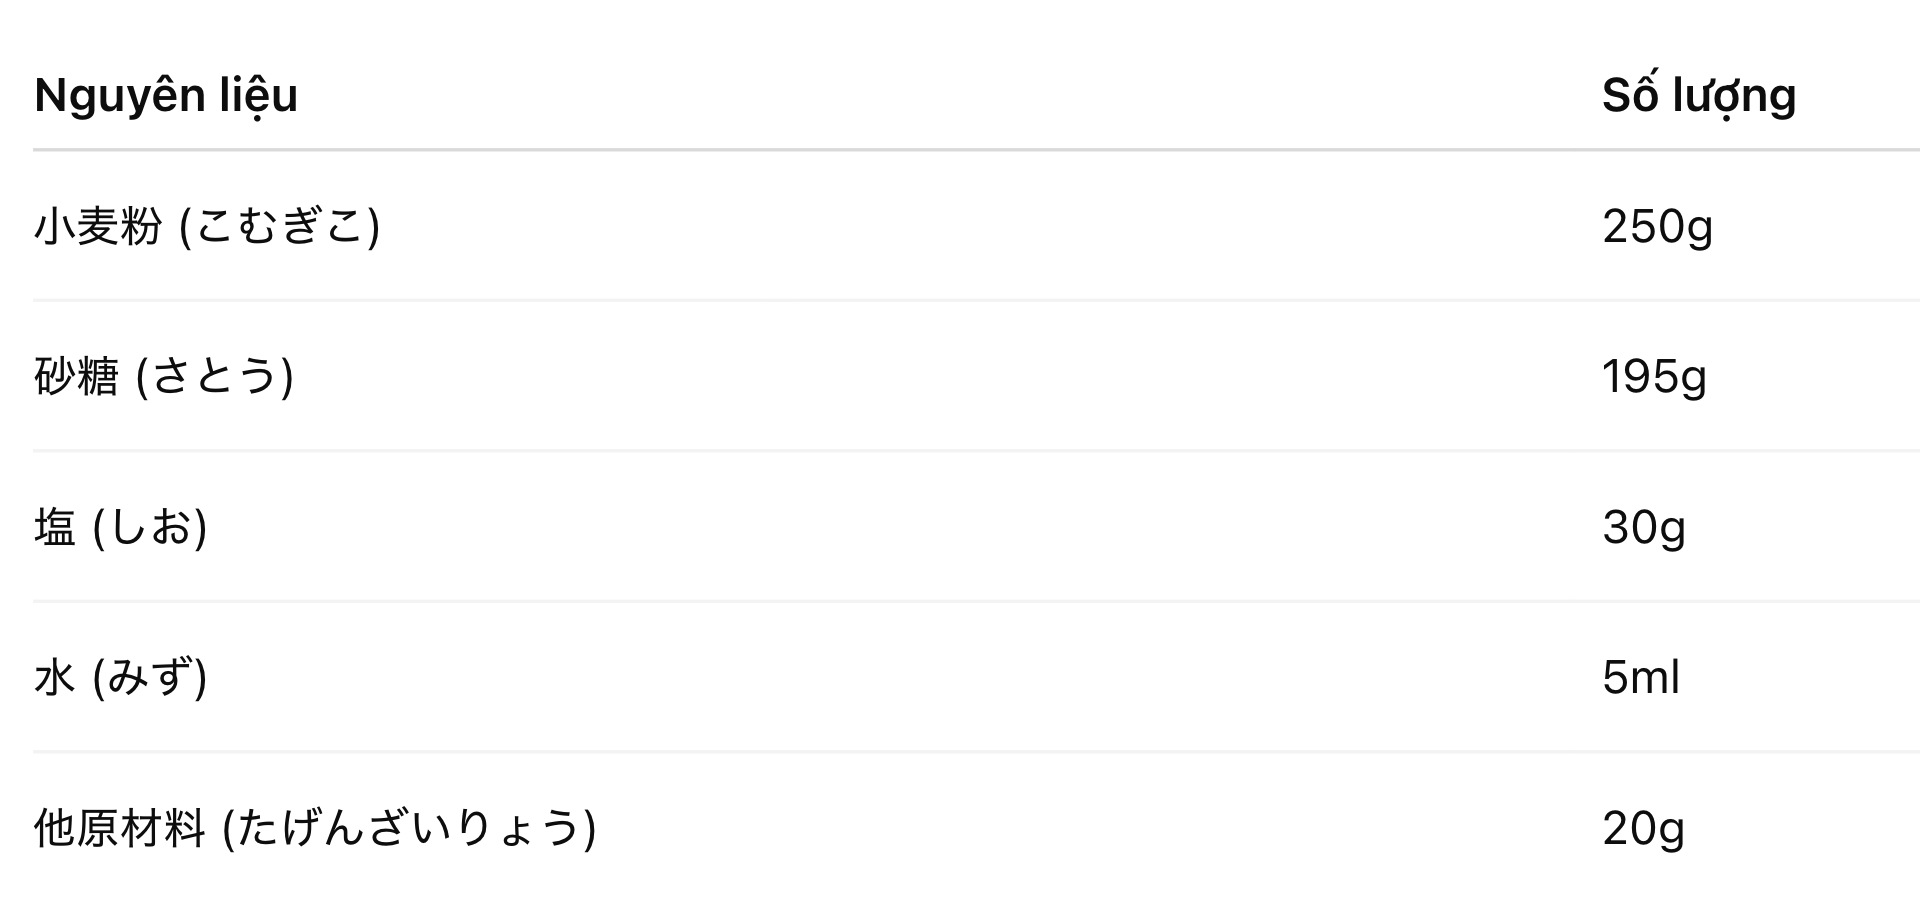 Nguyên liệu Số lượng
小麦粉 (こむぎこ) 250g
砂糖 (さとう) 195g
塩 (しお) 30g
水 (みず) 5ml
他原材料 (たげんざいりょう) 20g